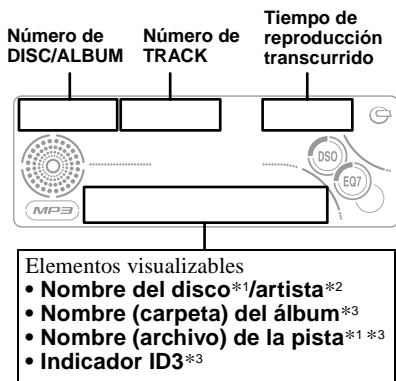 Número de
DISC/ALBUM
Número de
TRACK
Tiempo de
reproducción
transcurrido
DSO
EQ7
MP3
Elementos visualizables
• Nombre del disco*1/artista*2
• Nombre (carpeta) del álbum*3
• Nombre (archivo) de la pista*1 *3
• Indicador ID3*3